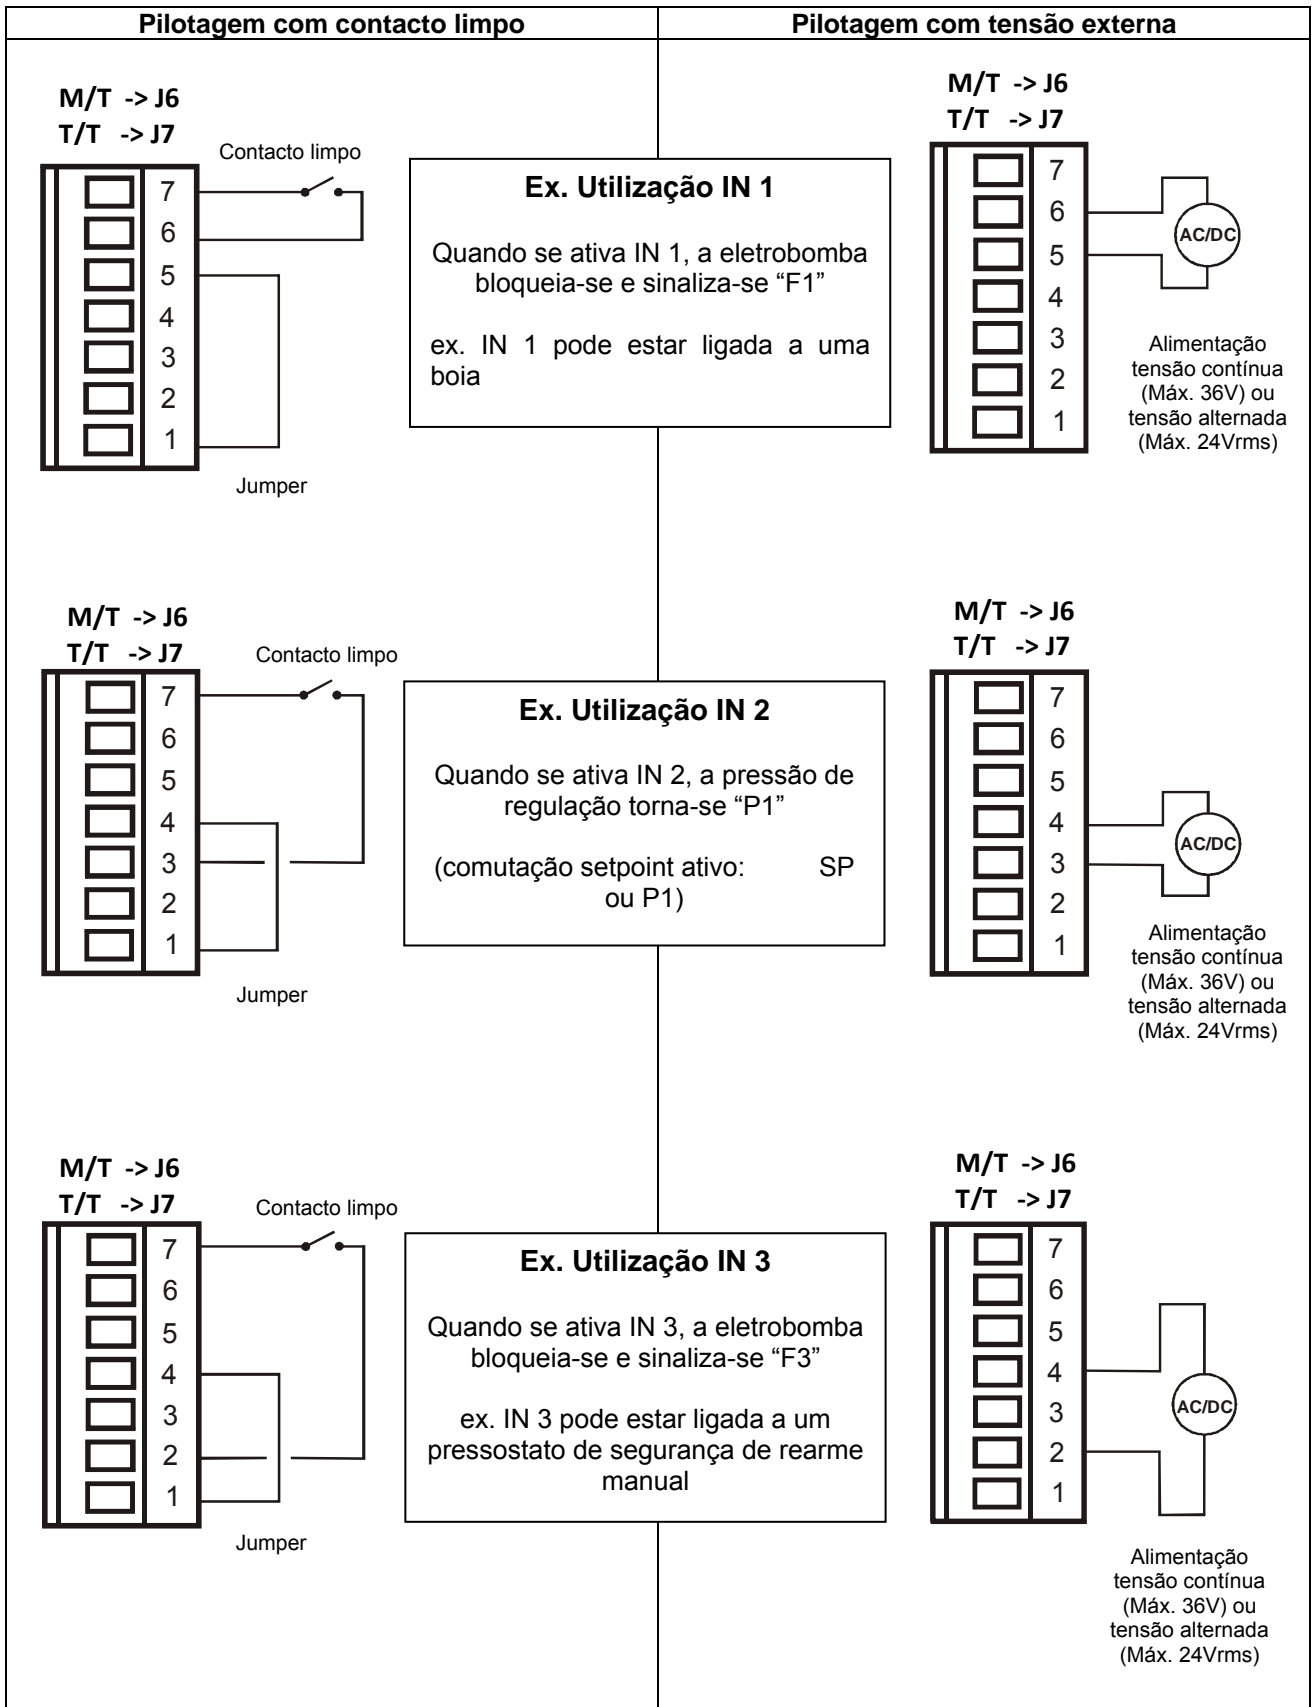 Pilotagem com contacto limpo
Pilotagem com tensão externa
M/T -> J6
T/T -> J7
Contacto limpo
7
6
5
4
3
2
1
Jumper
Ex. Utilização IN 1
Quando se ativa IN 1, a eletrobomba
bloqueia-se e sinaliza-se “F1”
ex. IN 1 pode estar ligada a uma
boia
M/T -> J6
T/T -> J7
7
6
5
4
3
2
1
AC/DC
Alimentação
tensão contínua
(Máx. 36V) ou
tensão alternada
(Máx. 24Vrms)
M/T -> J6
T/T -> J7
Contacto limpo
7
6
5
4
3
2
1
Jumper
Ex. Utilização IN 2
Quando se ativa IN 2, a pressão de
regulação torna-se “P1”
(comutação setpoint ativo: SP
ou P1)
M/T -> J6
T/T -> J7
7
6
5
4
3
2
1
AC/DC
Alimentação
tensão contínua
(Máx. 36V) ou
tensão alternada
(Máx. 24Vrms)
M/T -> J6
T/T -> J7
Contacto limpo
7
6
5
4
3
2
1
Jumper
Ex. Utilização IN 3
Quando se ativa IN 3, a eletrobomba
bloqueia-se e sinaliza-se “F3”
ex. IN 3 pode estar ligada a um
pressostato de segurança de rearme
manual
M/T -> J6
T/T -> J7
7
6
5
4
3
2
1
AC/DC
Alimentação
tensão contínua
(Máx. 36V) ou
tensão alternada
(Máx. 24Vrms)